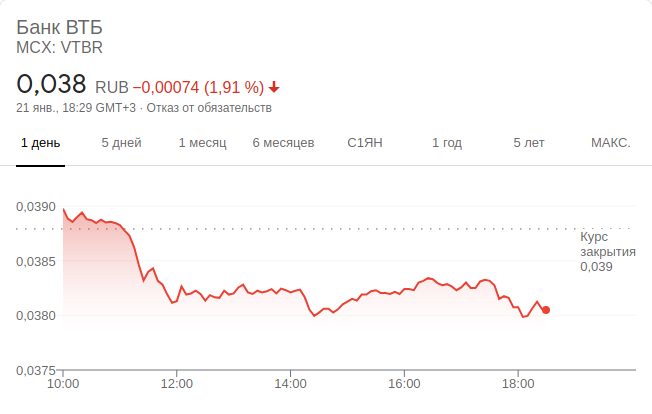 Банк ВТБ
MCX: VTBR
0,038 RUB −0,00074 (1,91 %)
21 янв., 18:29 GMT+3 · Отказ от обязательств
1 день 5 дней 1 месяц 6 месяцев С1ЯН 1 год 5 лет МАКС.
0,0390
Курс
закрытия
0,0385
0,039
0,0380
0,0375
10:00 12:00 14:00 16:00 18:00